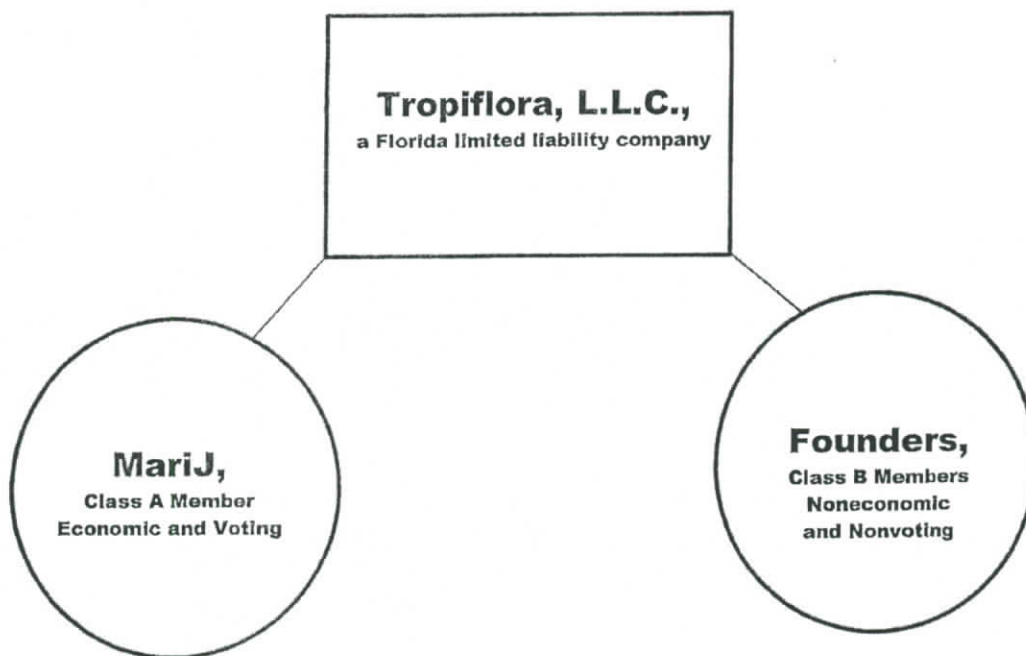 Tropiflora, L.L.C.,
a Florida limited liability company
MariJ,
Class A Member
Economic and Voting
Founders,
Class B Members
Noneconomic
and Nonvoting